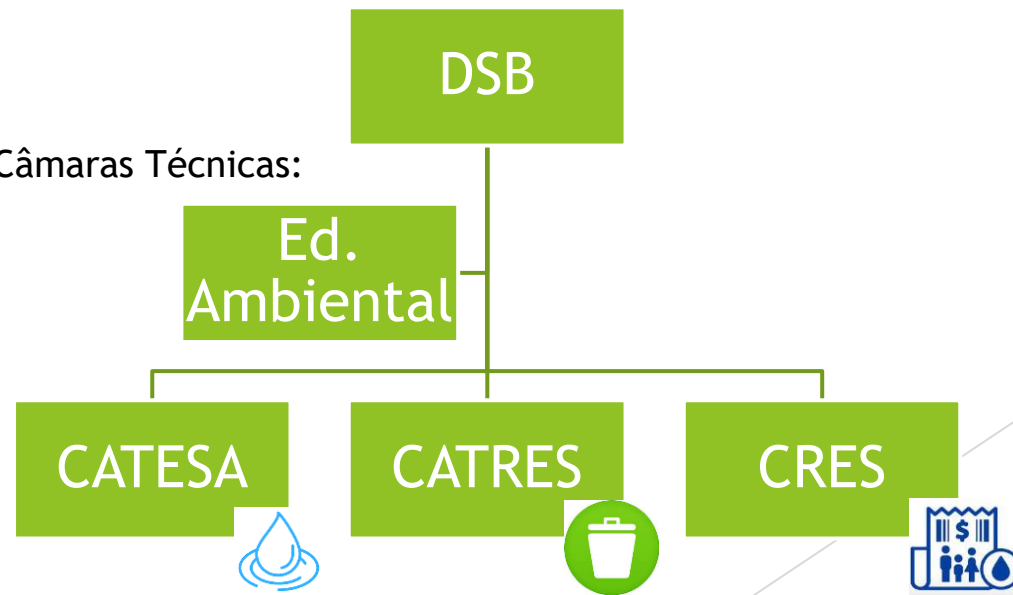 DSB
Câmaras Técnicas:
Ed.
Ambiental
CATESA
CATRES
CRES
$